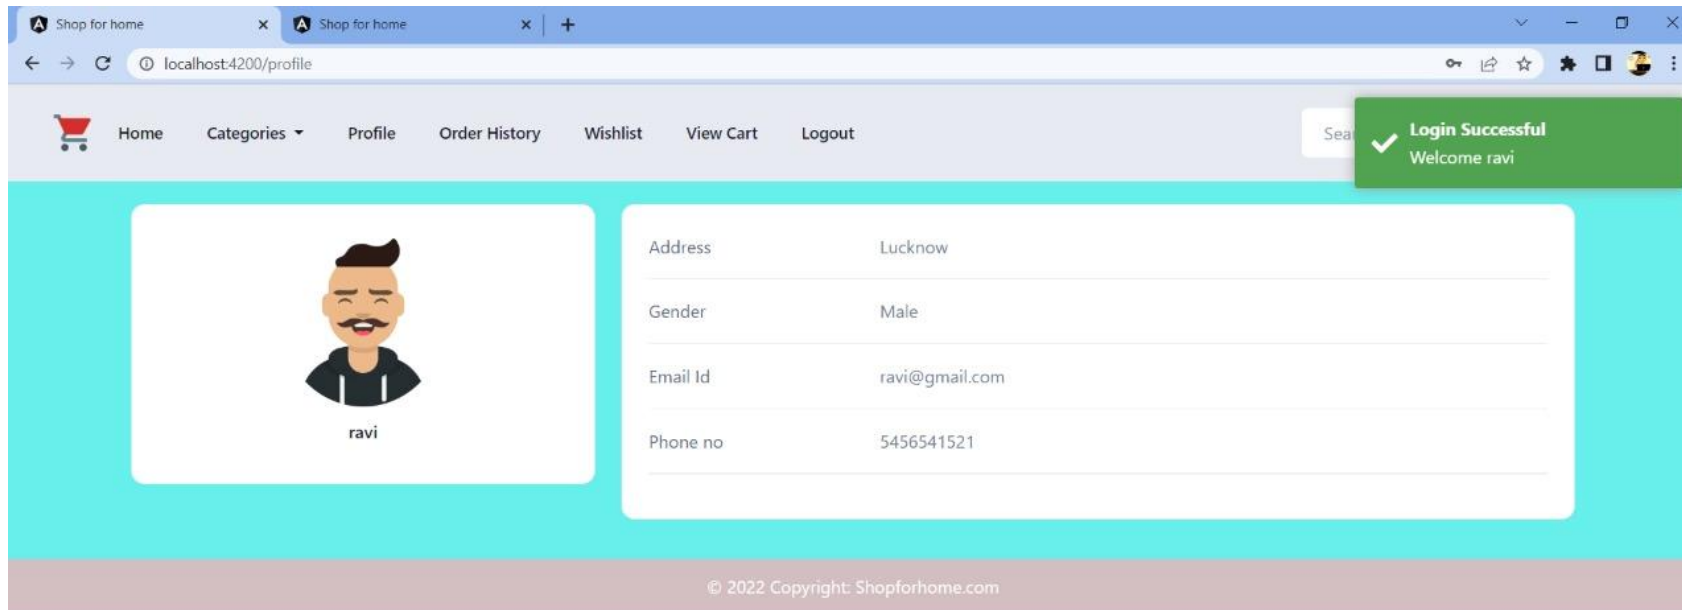 Shop for home
Shop for home
localhost:4200/profile
Home Categories Profile Order History Wishlist View Cart Logout
Login Successful
Welcome ravi
ravi
Address Lucknow
Gender Male
Email Id ravi@gmail.com
Phone no 5456541521
© 2022 Copyright: Shopforhome.com